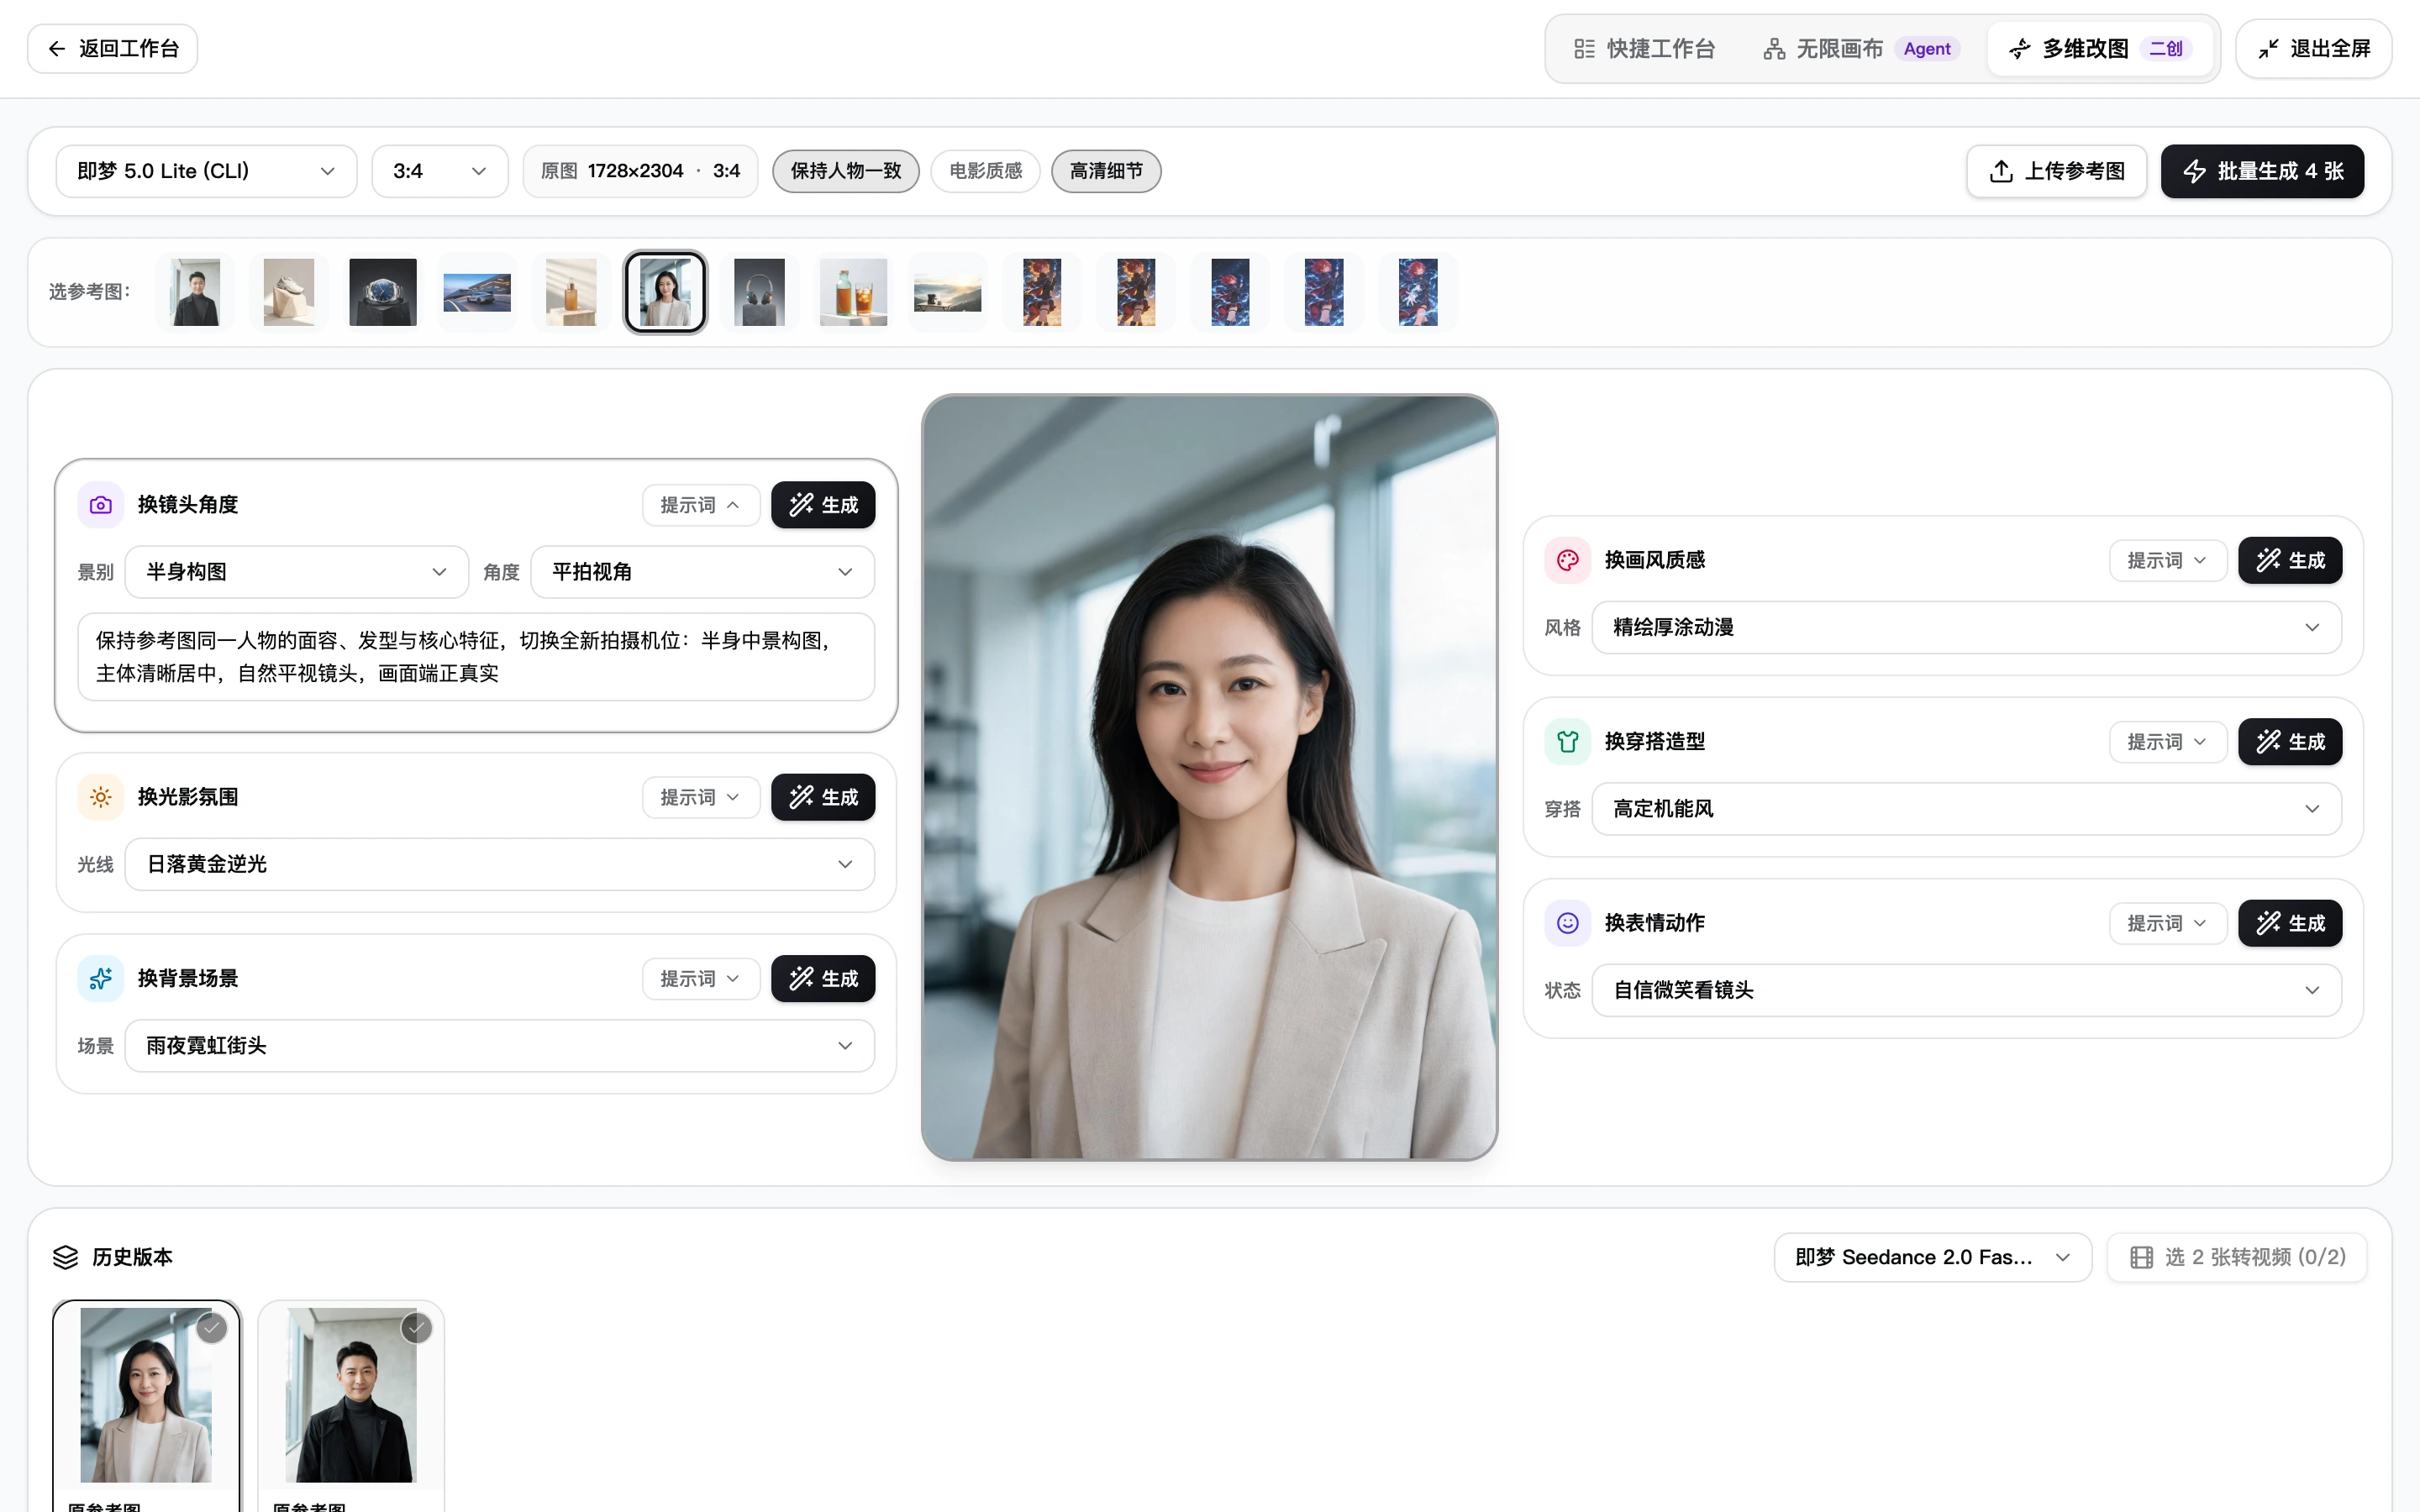 返回工作台
快捷工作台
无限画布 Agent
多维改图 二创
退出全屏
即梦 5.0 Lite (CLI)
3:4
原图 1728×2304 · 3:4
保持人物一致
电影质感
高清细节
上传参考图
批量生成 4 张
选参考图：
换镜头角度
提示词
生成
景别 半身构图
角度 平拍视角
保持参考图同一人物的面容、发型与核心特征，切换全新拍摄机位：半身中景构图，
主体清晰居中，自然平视镜头，画面端正真实
换光影氛围
提示词
生成
光线 日落黄金逆光
换背景场景
提示词
生成
场景 雨夜霓虹街头
换画风质感
提示词
生成
风格 精绘厚涂动漫
换穿搭造型
提示词
生成
穿搭 高定机能风
换表情动作
提示词
生成
状态 自信微笑看镜头
历史版本
即梦 Seedance 2.0 Fas...
选 2 张转视频 (0/2)
原参考图
原参考图